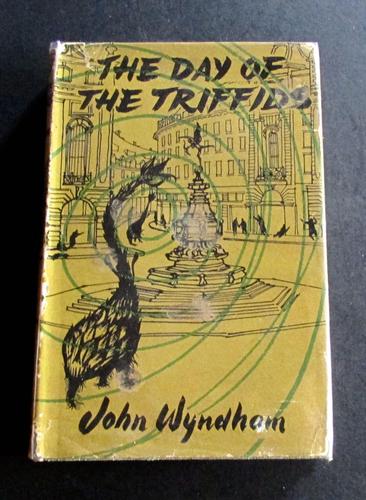 THE DAY OF
THE TRIFFIDS
John Wyndham